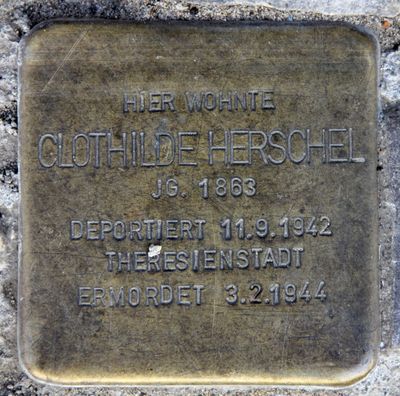 HIER WOHNTE
CLOTHILDE HERSCHEL
JG. 1863
DEPORTIERT 11.9.1942
THERESIENSTADT
ERMORDET 3.2.1944